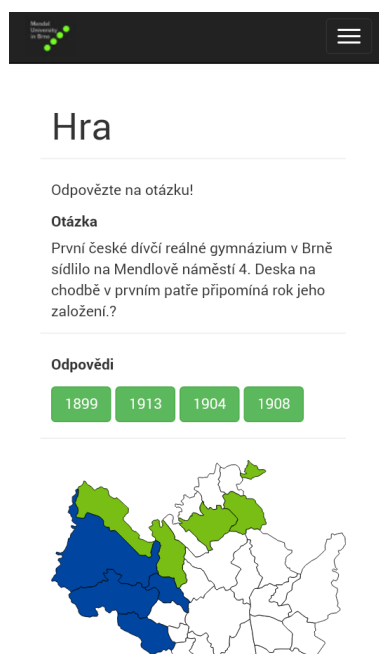 Mendel
University
in Brno
Hra
Odpovězte na otázku!
Otázka
První české dívčí reálné gymnázium v Brně
sídlilo na Mendlově náměstí 4. Deska na
chodbě v prvním patře připomíná rok jeho
založení.?
Odpovědi
1899 1913 1904 1908